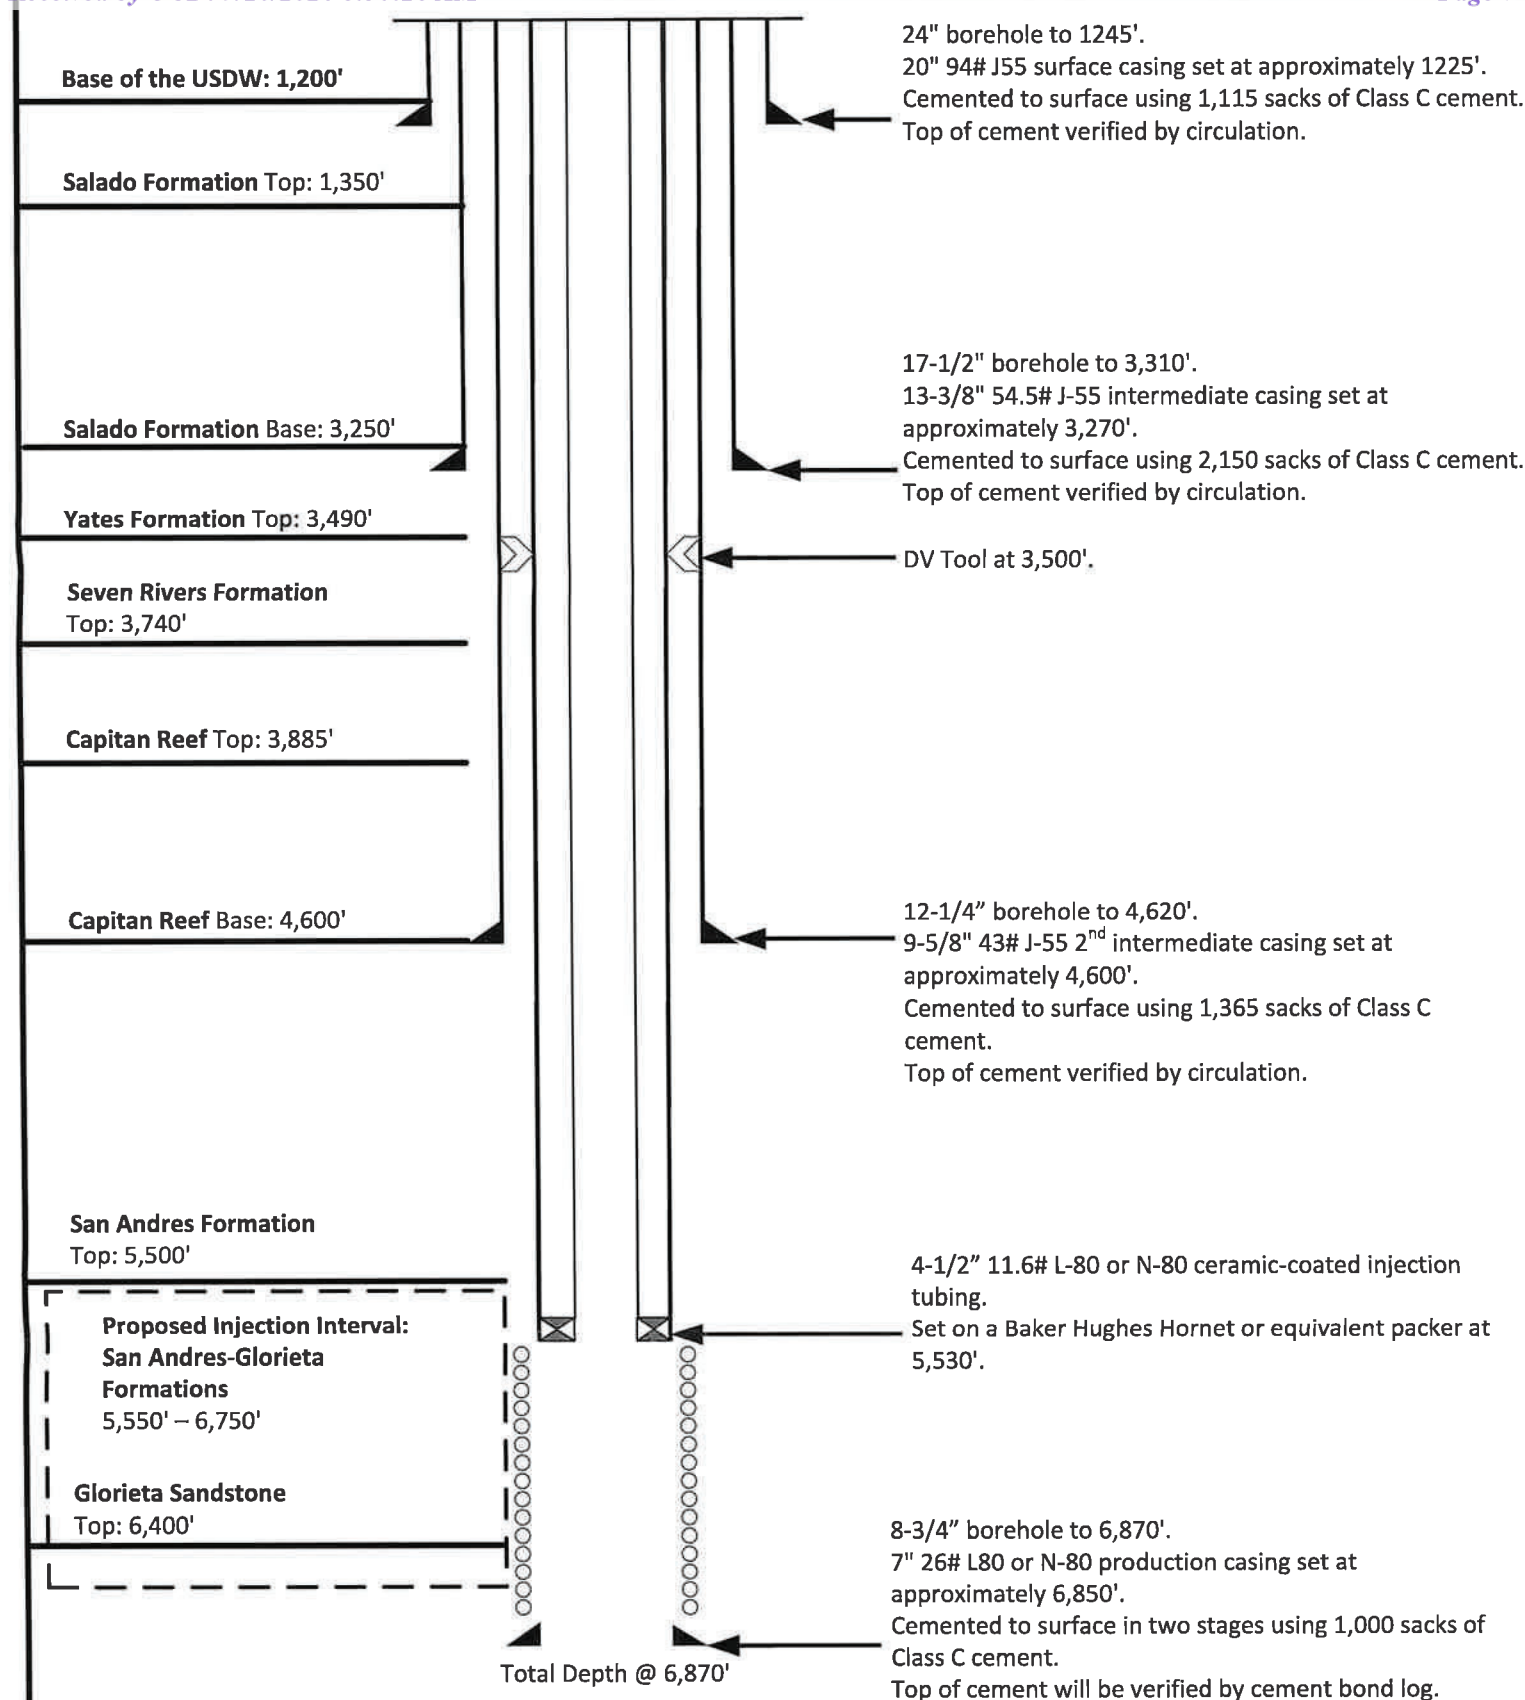 Base of the USDW: 1,200'
24" borehole to 1245'.
20" 94# J55 surface casing set at approximately 1225'.
Cemented to surface using 1,115 sacks of Class C cement.
Top of cement verified by circulation.
Salado Formation Top: 1,350'
17-1/2" borehole to 3,310'.
13-3/8" 54.5# J-55 intermediate casing set at
approximately 3,270'.
Cemented to surface using 2,150 sacks of Class C cement.
Top of cement verified by circulation.
Salado Formation Base: 3,250'
Yates Formation Top: 3,490'
DV Tool at 3,500'.
Seven Rivers Formation
Top: 3,740'
Capitan Reef Top: 3,885'
Capitan Reef Base: 4,600'
12-1/4” borehole to 4,620'.
9-5/8" 43# J-55 2nd intermediate casing set at
approximately 4,600'.
Cemented to surface using 1,365 sacks of Class C
cement.
Top of cement verified by circulation.
San Andres Formation
Top: 5,500'
4-1/2” 11.6# L-80 or N-80 ceramic-coated injection
tubing.
Set on a Baker Hughes Hornet or equivalent packer at
5,530'.
Proposed Injection Interval:
San Andres-Glorieta
Formations
5,550' – 6,750'
Glorieta Sandstone
Top: 6,400'
8-3/4” borehole to 6,870'.
7" 26# L80 or N-80 production casing set at
approximately 6,850'.
Cemented to surface in two stages using 1,000 sacks of
Class C cement.
Top of cement will be verified by cement bond log.
Total Depth @ 6,870'